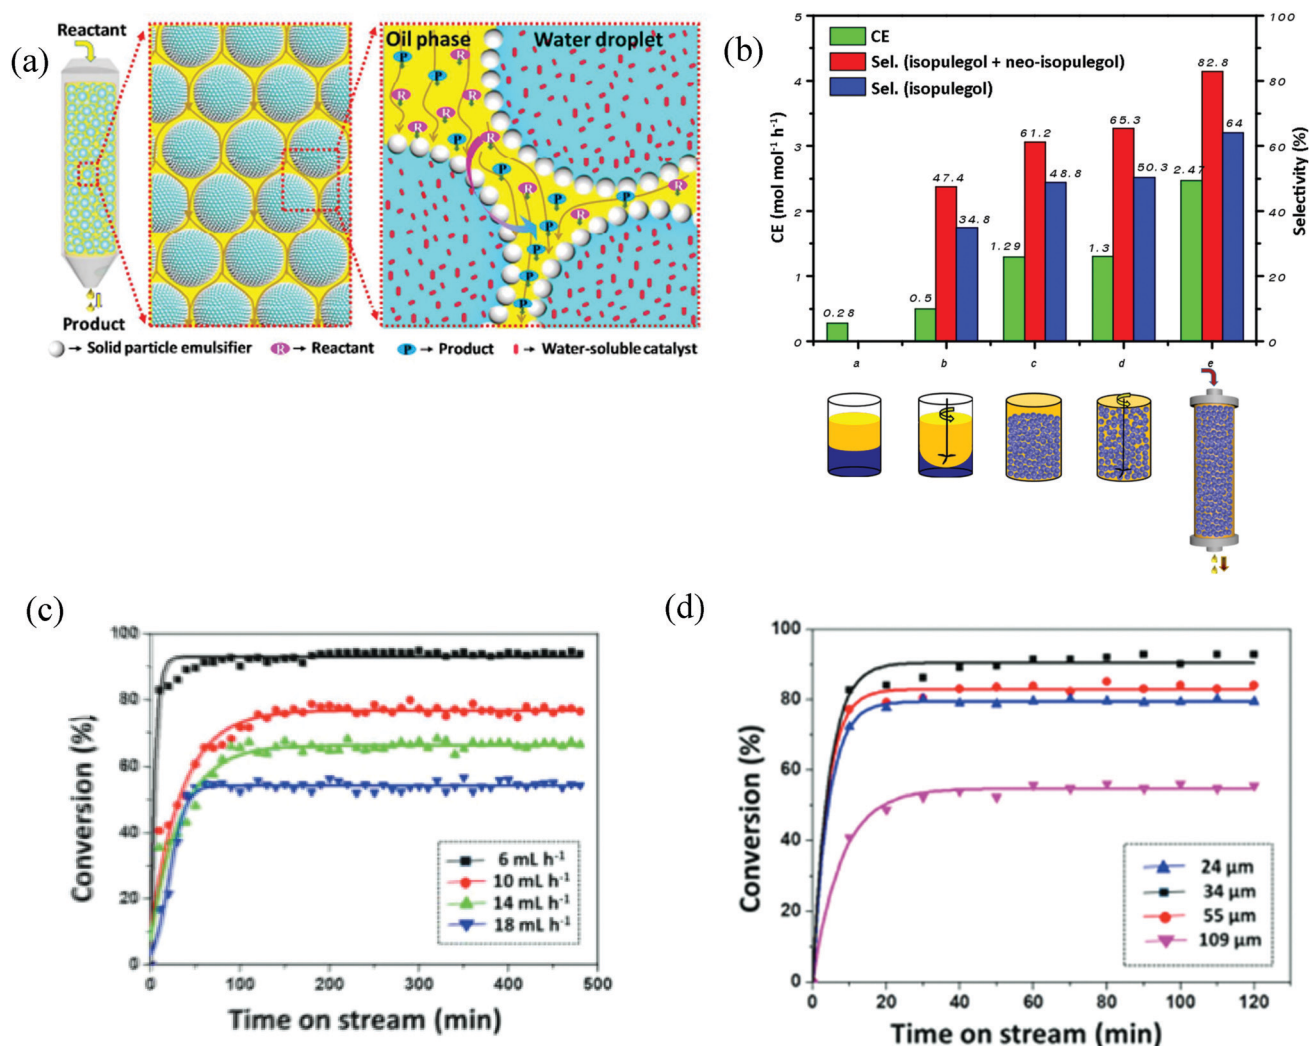 (a)
Reactant
Product
Oil phase
Water droplet
R
P
Solid particle emulsifier
R → Reactant
P → Product
Water-soluble catalyst
(b)
CE
Sel. (isopulegol + neo-isopulegol)
Sel. (isopulegol)
CE (mol mol⁻¹ h⁻¹)
5
4
3
2
1
0
Selectivity (%)
100
80
60
40
20
0
0.28
0.5
47.4
34.8
1.29
61.2
48.8
1.3
65.3
50.3
2.47
82.8
64
a b c d e
(c)
Conversion (%)
100
80
60
40
20
0
6 mL h⁻¹
10 mL h⁻¹
14 mL h⁻¹
18 mL h⁻¹
0 100 200 300 400 500
Time on stream (min)
(d)
Conversion (%)
100
80
60
40
20
0
24 μm
34 μm
55 μm
109 μm
0 20 40 60 80 100 120
Time on stream (min)